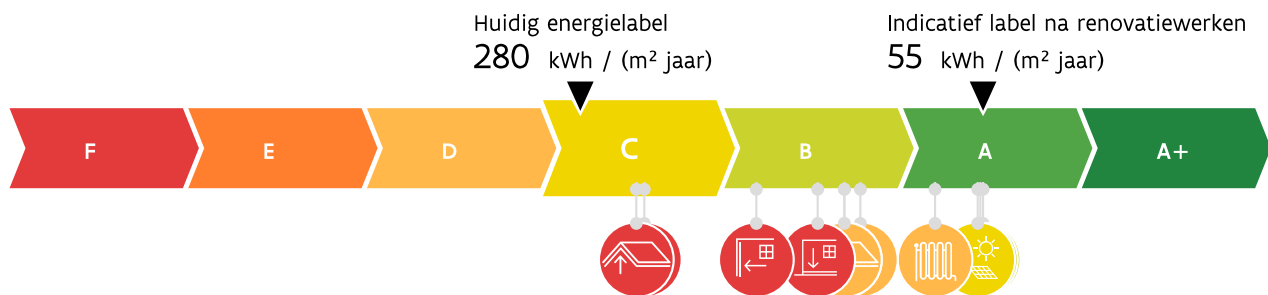 Huidig energielabel
280 kWh / (m² jaar)
Indicatief label na renovatiewerken
55 kWh / (m² jaar)
F E D C B A A+